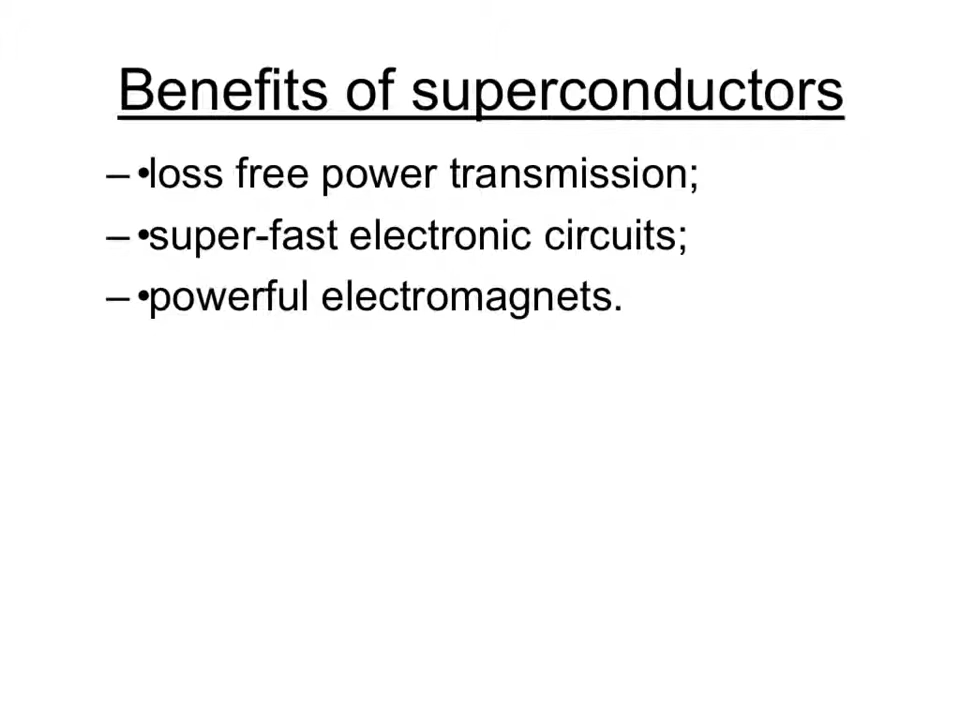 Benefits of superconductors
– •loss free power transmission;
– •super-fast electronic circuits;
– •powerful electromagnets.